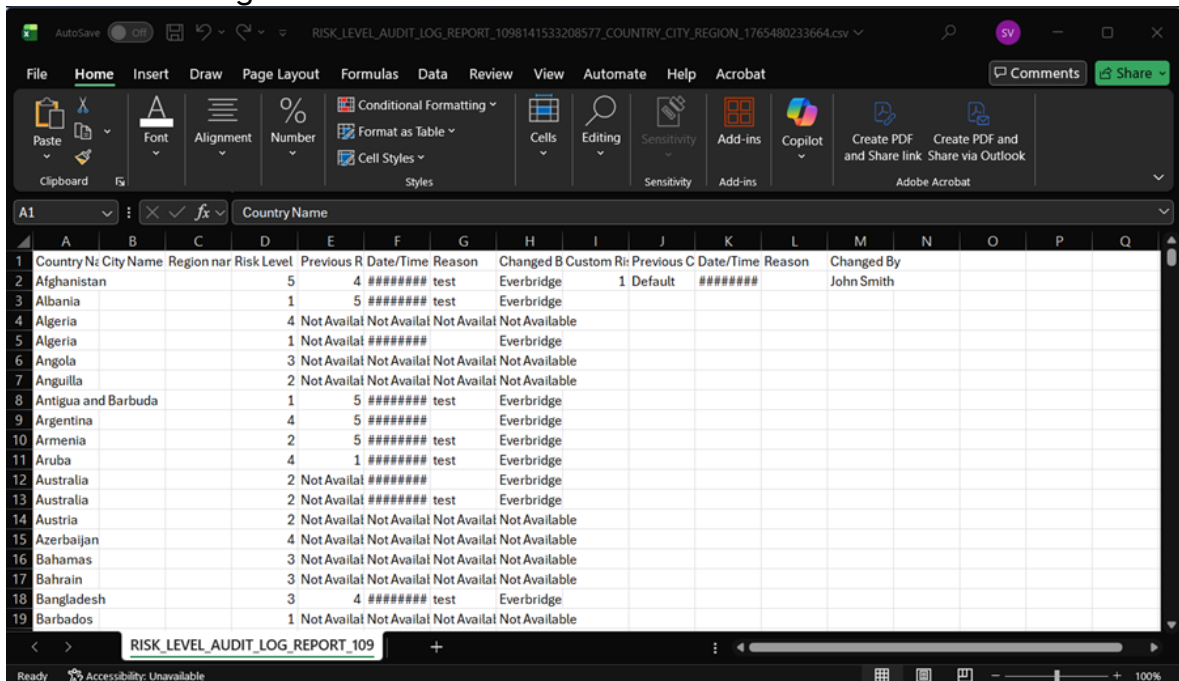 AutoSave Off RISK_LEVEL_AUDIT_LOG_REPORT_1098141533208577_COUNTRY_CITY_REGION_1765480233664.csv SV
File Home Insert Draw Page Layout Formulas Data Review View Automate Help Acrobat Comments Share
Paste Font Alignment Number Conditional Formatting Format as Table Cell Styles Cells Editing Sensitivity Add-ins Copilot Create PDF and Share link Create PDF and Share via Outlook
Clipboard Styles Sensitivity Add-ins Adobe Acrobat
A1 fx Country Name
A B C D E F G H I J K L M N O P Q
1 Country Na City Name Region nar Risk Level Previous R Date/Time Reason Changed B Custom Ri Previous C Date/Time Reason Changed By
2 Afghanistan 5 4 ######## test Everbridge 1 Default ######## John Smith
3 Albania 1 5 ######## test Everbridge
4 Algeria 4 Not Availal Not Availal Not Availal Not Available
5 Algeria 1 Not Availal ######## Everbridge
6 Angola 3 Not Availal Not Availal Not Availal Not Available
7 Anguilla 2 Not Availal Not Availal Not Availal Not Available
8 Antigua and Barbuda 1 5 ######## test Everbridge
9 Argentina 4 5 ######## Everbridge
10 Armenia 2 5 ######## test Everbridge
11 Aruba 4 1 ######## test Everbridge
12 Australia 2 Not Availal ######## Everbridge
13 Australia 2 Not Availal ######## test Everbridge
14 Austria 2 Not Availal Not Availal Not Availal Not Available
15 Azerbaijan 4 Not Availal Not Availal Not Availal Not Available
16 Bahamas 3 Not Availal Not Availal Not Availal Not Available
17 Bahrain 3 Not Availal Not Availal Not Availal Not Available
18 Bangladesh 3 4 ######## test Everbridge
19 Barbados 1 Not Availal Not Availal Not Availal Not Available
RISK_LEVEL_AUDIT_LOG_REPORT_109
Ready Accessibility: Unavailable 100%